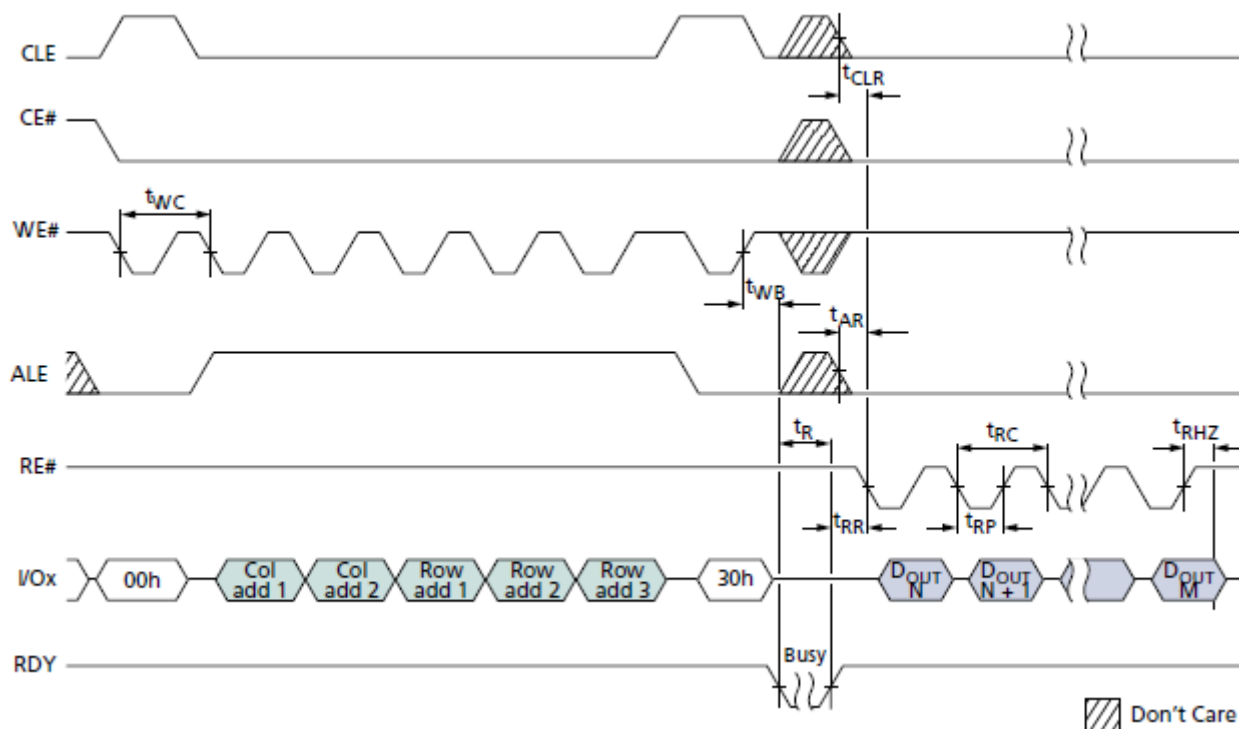 CLE
tCLR
CE#
tWC
WE#
tWB
tAR
ALE
tR
tRC
tRHZ
RE#
tRR
tRP
I/Ox
00h
Col add 1
Col add 2
Row add 1
Row add 2
Row add 3
30h
DOUT N
DOUT N + 1
DOUT M
RDY
Busy
Don't Care